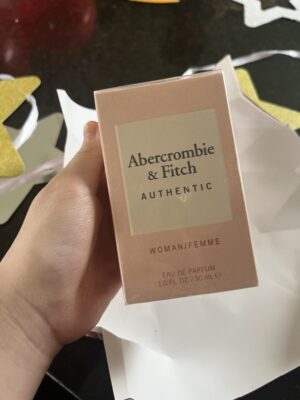 Abercrombie
& Fitch
AUTHENTIC
WOMAN/FEMME
EAU DE PARFUM
1.0 FL. OZ / 30 mL ℮